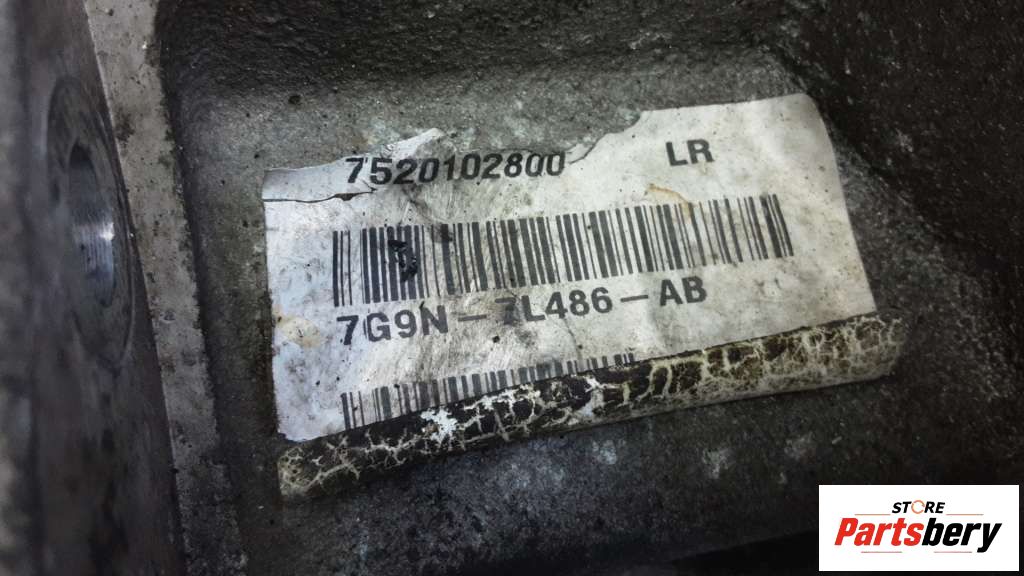 7520102800 LR
7G9N-7L486-AB
STORE
Partsbery